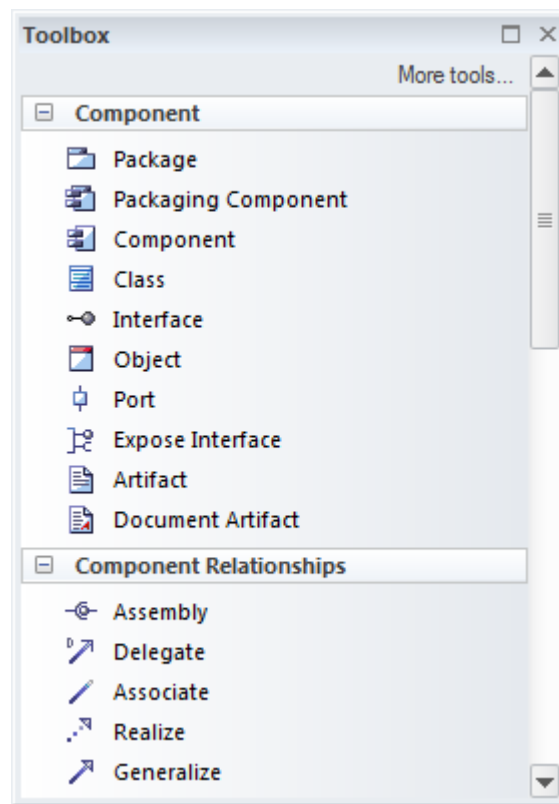 Toolbox
More tools...
Component
Package
Packaging Component
Component
Class
Interface
Object
Port
Expose Interface
Artifact
Document Artifact
Component Relationships
Assembly
Delegate
Associate
Realize
Generalize